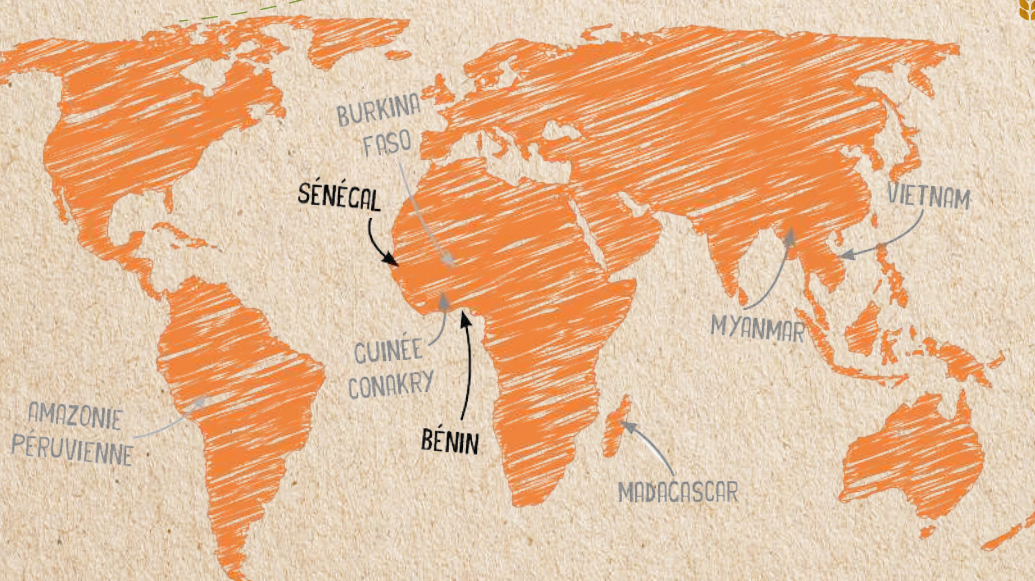 BURKINA
FASO
SÉNÉGAL
VIETNAM
MYANMAR
GUINÉE
CONAKRY
AMAZONIE
PÉRUVIENNE
BÉNIN
MADAGASCAR